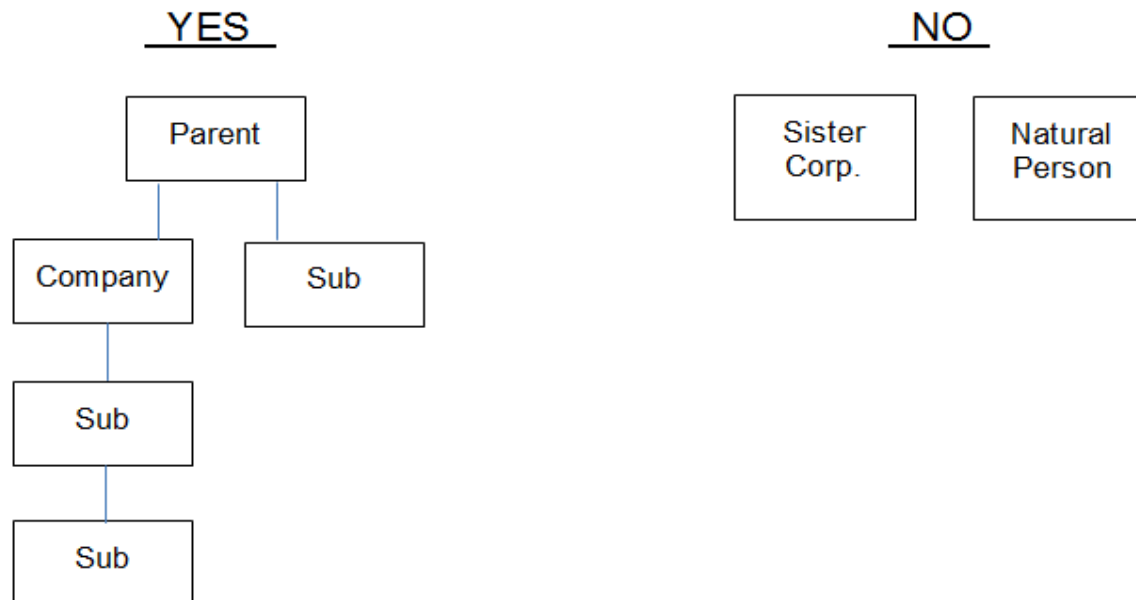 YES
NO
Parent
Sister
Corp.
Natural
Person
Company
Sub
Sub
Sub